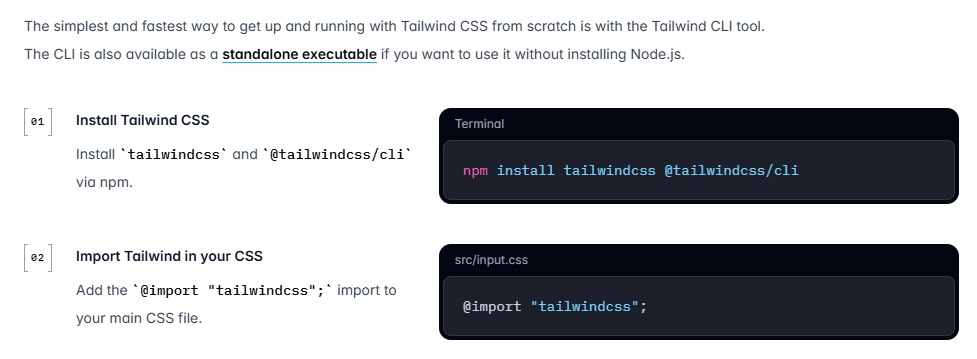 The simplest and fastest way to get up and running with Tailwind CSS from scratch is with the Tailwind CLI tool.
The CLI is also available as a standalone executable if you want to use it without installing Node.js.
01
Install Tailwind CSS
Install `tailwindcss` and `@tailwindcss/cli`
via npm.
Terminal
npm install tailwindcss @tailwindcss/cli
02
Import Tailwind in your CSS
Add the `@import "tailwindcss";` import to
your main CSS file.
src/input.css
@import "tailwindcss";